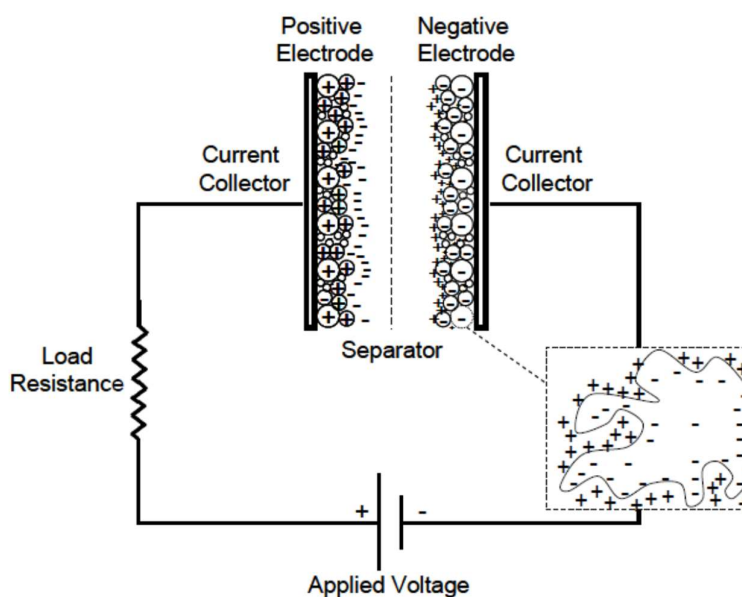 Positive
Electrode
Negative
Electrode
Current
Collector
Current
Collector
Separator
Load
Resistance
+
-
Applied Voltage